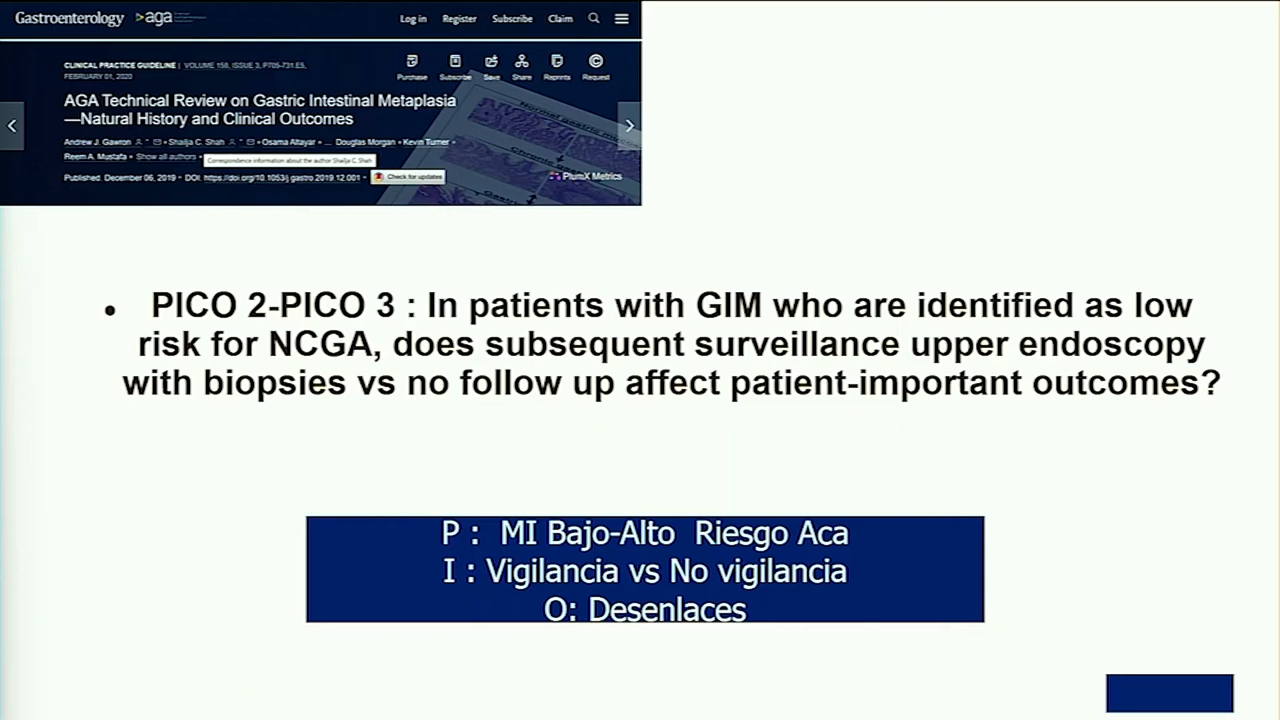 Gastroenterology aga Log in Register Subscribe Claim
CLINICAL PRACTICE GUIDELINE | VOLUME 158, ISSUE 3, P705-731.E5,
FEBRUARY 01, 2020
Purchase Subscribe Save Share Reprints Request
AGA Technical Review on Gastric Intestinal Metaplasia
—Natural History and Clinical Outcomes
Andrew J. Gawron • Shailja C. Shah • Osama Altayar • ... Douglas Morgan • Kevin Turner •
Reem A. Mustafa • Show all authors
Correspondence information about the author Shailja C. Shah
Published: December 06, 2019 • DOI: https://doi.org/10.1053/j.gastro.2019.12.001 •
Check for updates
PlumX Metrics
Normal gastric
Chronic
• PICO 2-PICO 3 : In patients with GIM who are identified as low
risk for NCGA, does subsequent surveillance upper endoscopy
with biopsies vs no follow up affect patient-important outcomes?
P : MI Bajo-Alto Riesgo Aca
I : Vigilancia vs No vigilancia
O: Desenlaces